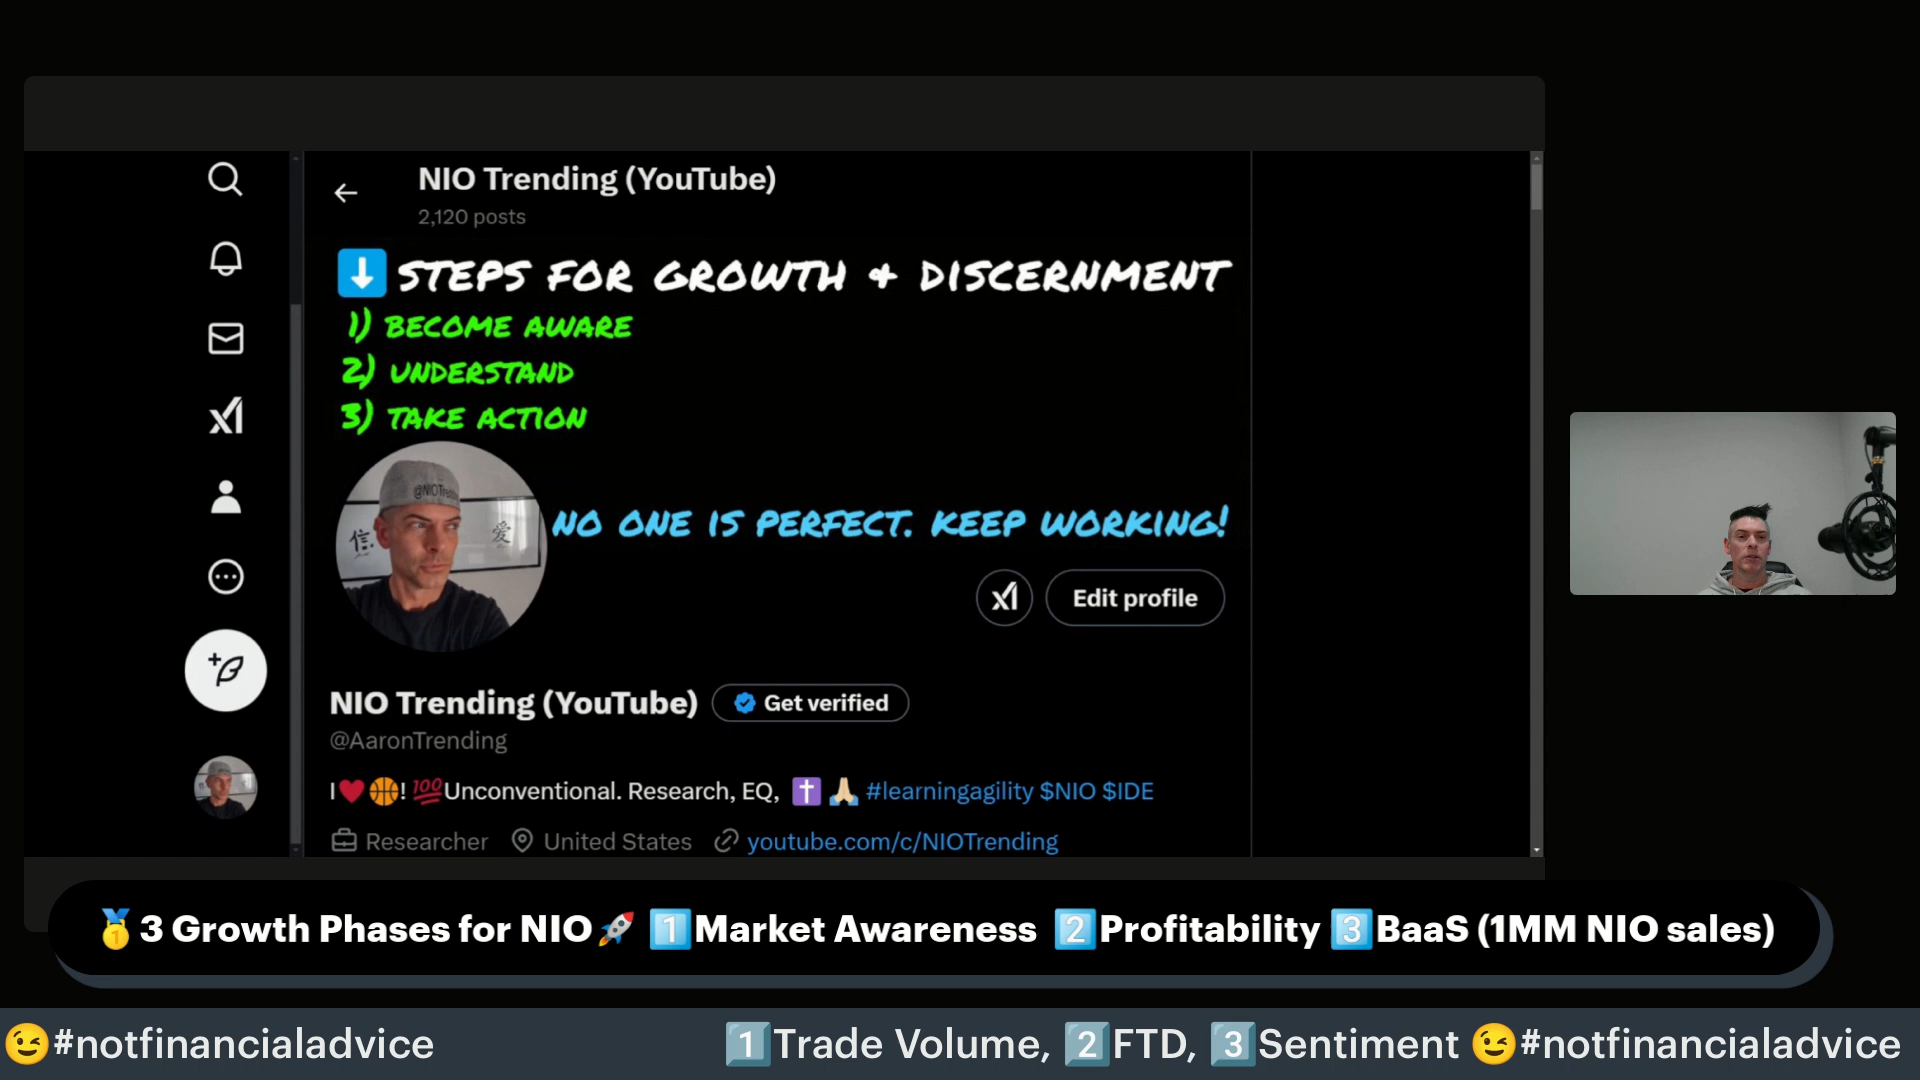 NIO Trending (YouTube)
2,120 posts
⬇️ STEPS FOR GROWTH & DISCERNMENT
1) BECOME AWARE
2) UNDERSTAND
3) TAKE ACTION
信 爱
NO ONE IS PERFECT. KEEP WORKING!
Edit profile
NIO Trending (YouTube) Get verified
@AaronTrending
I❤️🏀! 💯Unconventional. Research, EQ, ✝️ 🙏🏼 #learningagility $NIO $IDE
Researcher United States youtube.com/c/NIOTrending
🥇3 Growth Phases for NIO🚀 1️⃣Market Awareness 2️⃣Profitability 3️⃣BaaS (1MM NIO sales)
😉#notfinancialadvice 1️⃣Trade Volume, 2️⃣FTD, 3️⃣Sentiment 😉#notfinancialadvice